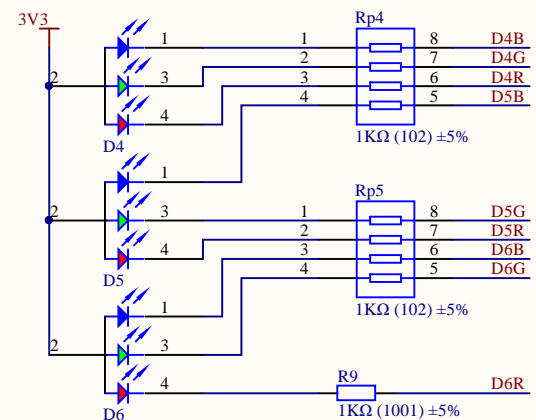 3V3
Rp4
1 1 8 D4B
2 7 D4G
2 3 3 6 D4R
4 4 5 D5B
D4
1KΩ (102) ±5%
1
Rp5
2 3 1 8 D5G
2 7 D5R
4 3 6 D6B
D5 4 5 D6G
1 1KΩ (102) ±5%
2 3
R9
4 D6R
D6 1KΩ (1001) ±5%